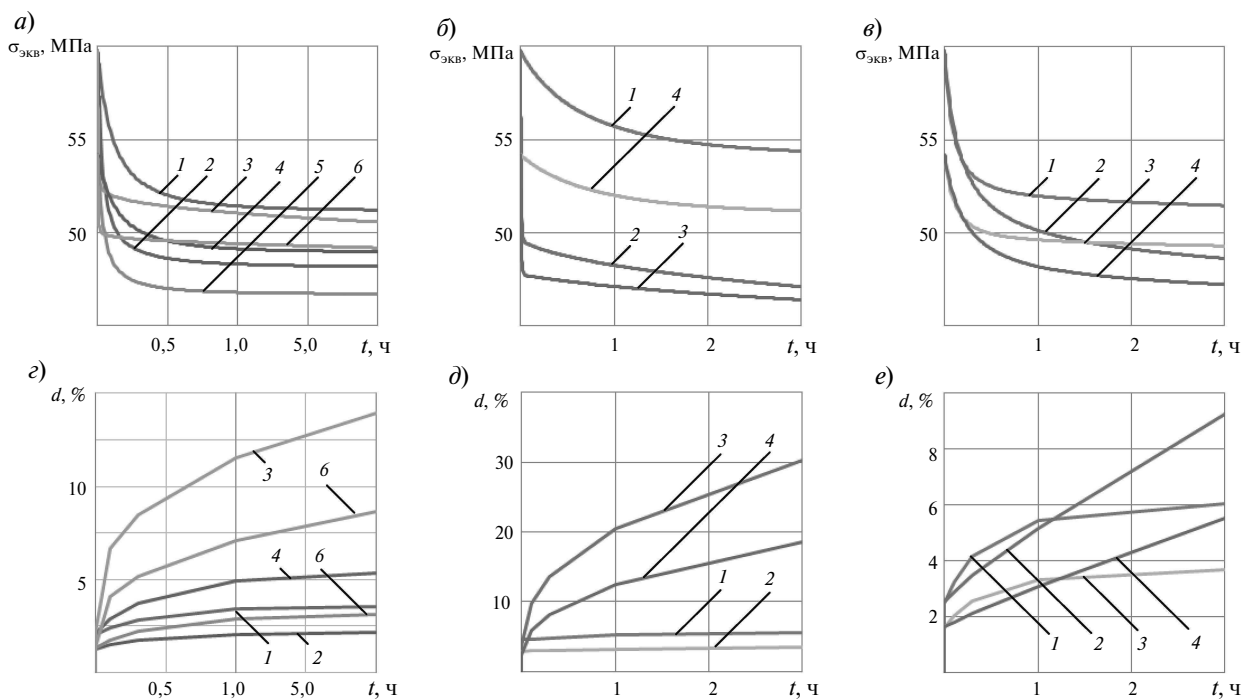 а)
σэкв, МПа
55
50
1 2 3 4 5 6
0,5 1,0 5,0 t, ч
б)
σэкв, МПа
55
50
1 4
2 3
1 2 t, ч
в)
σэкв, МПа
55
50
1 2 3 4
1 2 t, ч
г)
d, %
10
5
3 6
4 6
1 2
0,5 1,0 5,0 t, ч
д)
d, %
30
20
10
3 4
1 2
1 2 t, ч
е)
d, %
8
6
4
2
1 2 3 4
1 2 t, ч